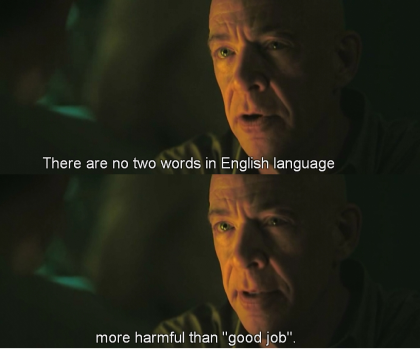 There are no two words in English language
more harmful than "good job".